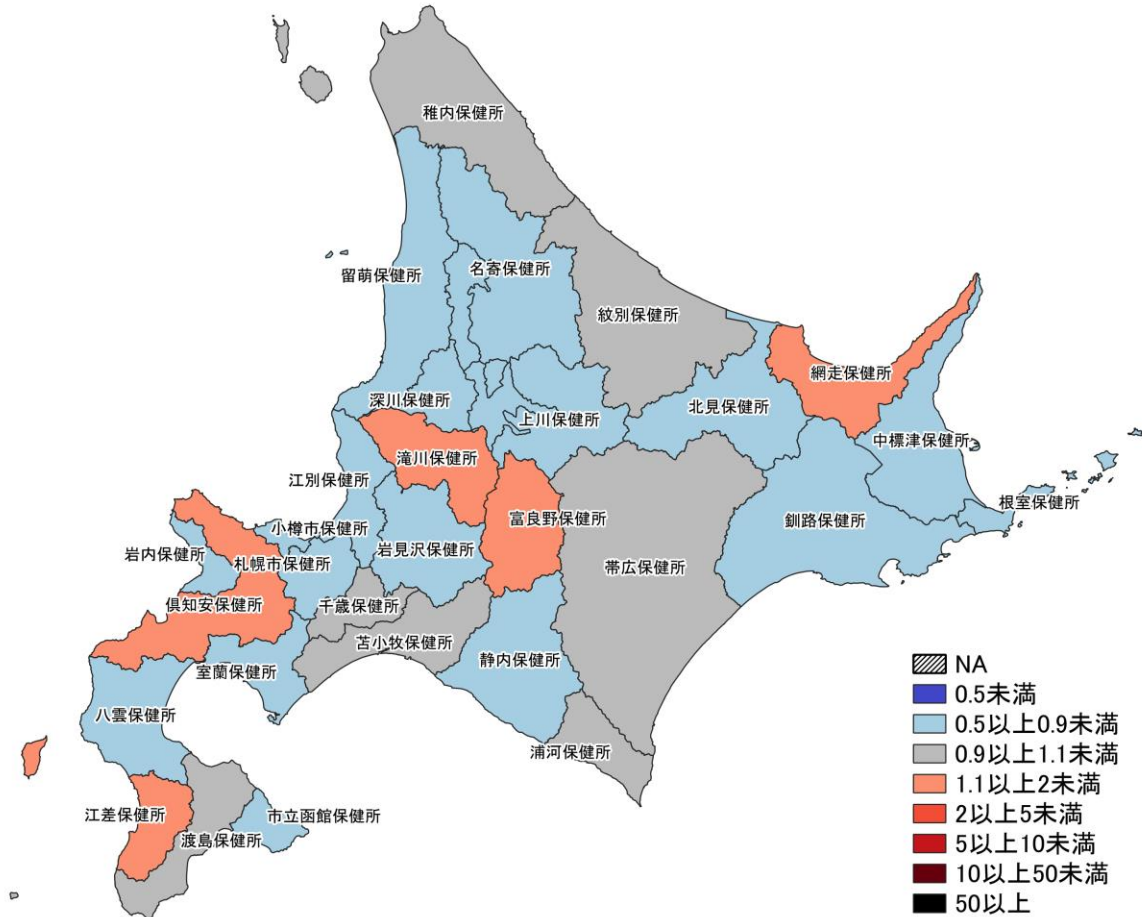 稚内保健所
留萌保健所
名寄保健所
紋別保健所
網走保健所
深川保健所
上川保健所
北見保健所
中標津保健所
滝川保健所
江別保健所
小樽市保健所
富良野保健所
釧路保健所
根室保健所
岩内保健所
札幌市保健所
岩見沢保健所
帯広保健所
倶知安保健所
千歳保健所
苫小牧保健所
静内保健所
室蘭保健所
八雲保健所
浦河保健所
江差保健所
市立函館保健所
渡島保健所
NA
0.5未満
0.5以上0.9未満
0.9以上1.1未満
1.1以上2未満
2以上5未満
5以上10未満
10以上50未満
50以上